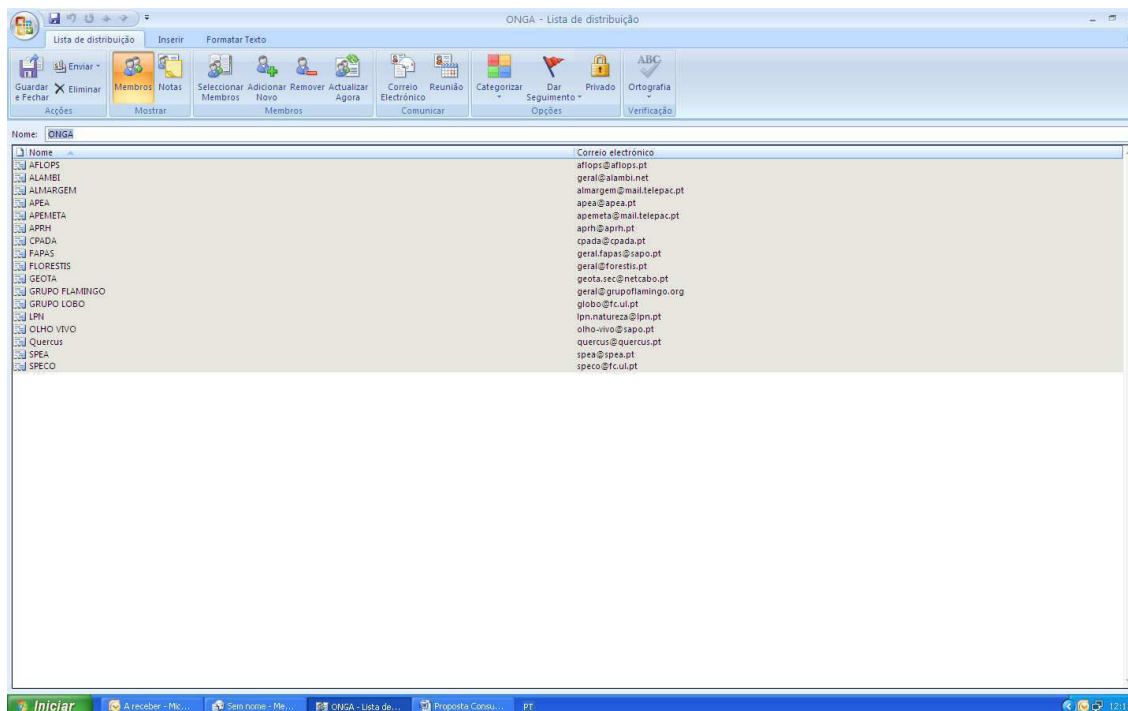 ONGA - Lista de distribuição
Lista de distribuição Inserir Formatar Texto
Guardar e Fechar Enviar Eliminar Membros Notas Seleccionar Membros Adicionar Novo Remover Actualizar Agora Correio Electrónico Reunião Categorizar Dar Seguimento Privado ABC Ortografia
Acções Mostrar Membros Comunicar Opções Verificação
Nome: ONGA
Nome Correio electrónico
AFLOPS aflops@aflops.pt
ALAMBI geral@alambi.net
ALMARGEM almargem@mail.telepac.pt
APEA apea@apea.pt
APEMETA apemeta@mail.telepac.pt
APRH aprh@aprh.pt
CPADA cpada@cpada.pt
FAPAS geral.fapas@sapo.pt
FLORESTIS geral@forestis.pt
GEOTA geota.sec@netcabo.pt
GRUPO FLAMINGO geral@grupoflamingo.org
GRUPO LOBO globo@fc.ul.pt
LPN lpn.natureza@lpn.pt
OLHO VIVO olho-vivo@sapo.pt
Quercus quercus@quercus.pt
SPEA spea@spea.pt
SPECO speco@fc.ul.pt
Iniciar A receber - Mic... Sem nome - Me... ONGA - Lista de... Proposta Consu... PT